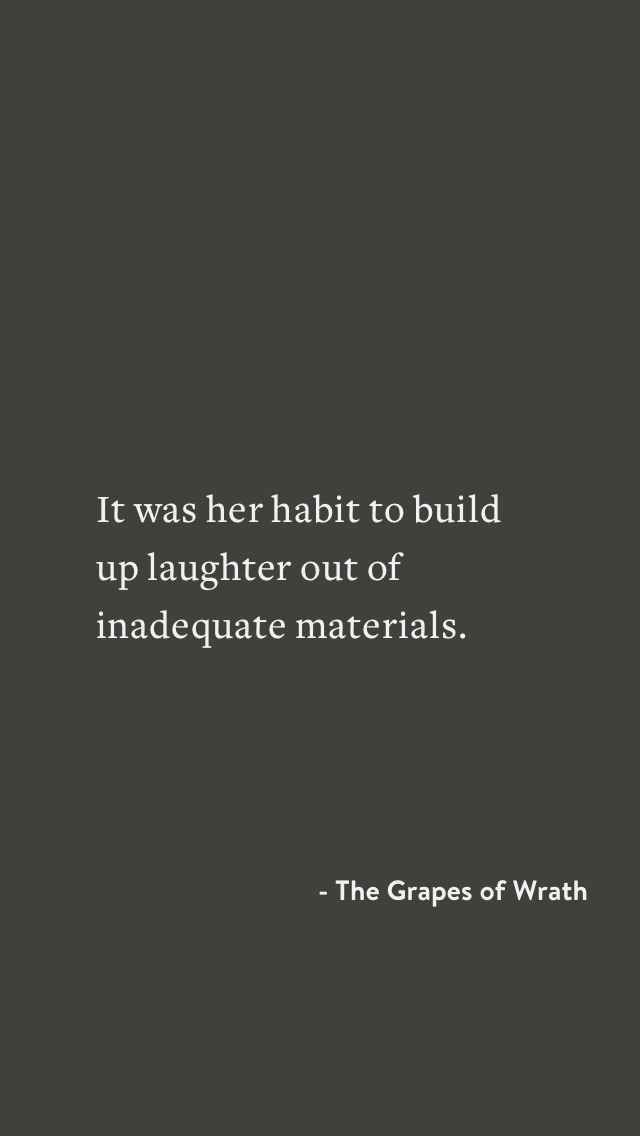 It was her habit to build
up laughter out of
inadequate materials.
- The Grapes of Wrath